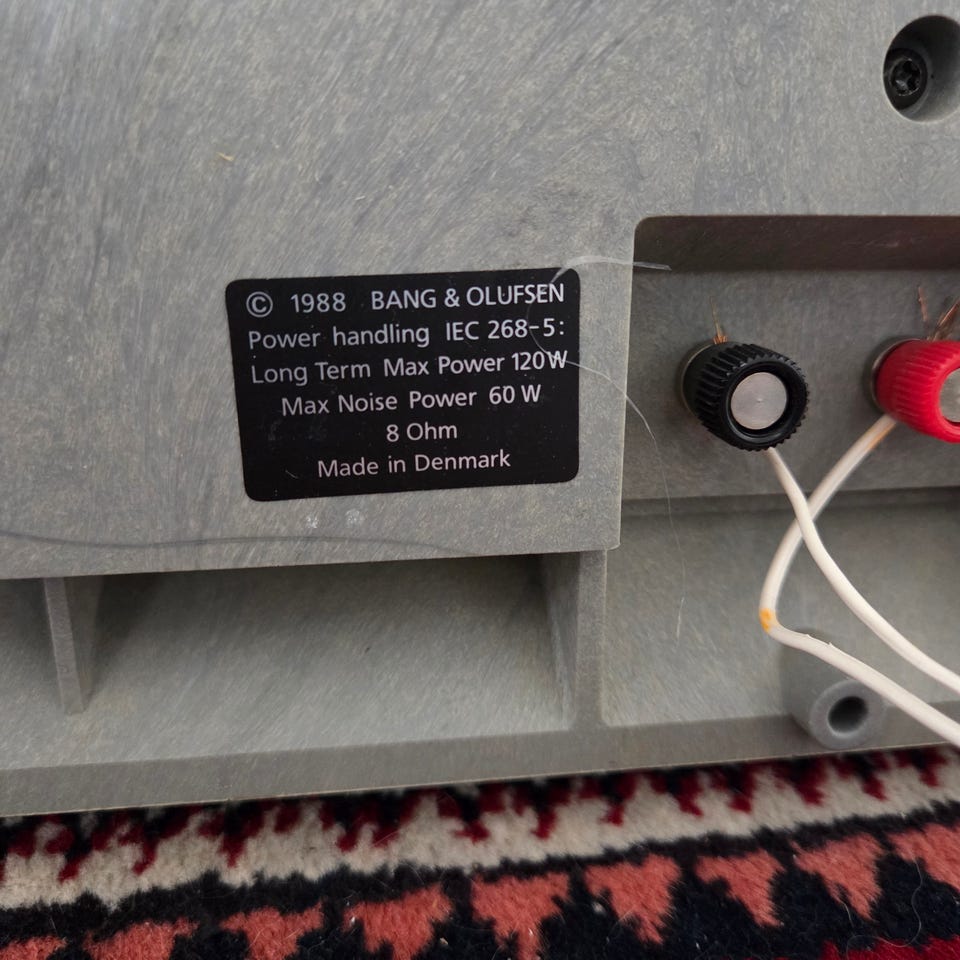 © 1988 BANG & OLUFSEN
Power handling IEC 268-5:
Long Term Max Power 120W
Max Noise Power 60 W
8 Ohm
Made in Denmark